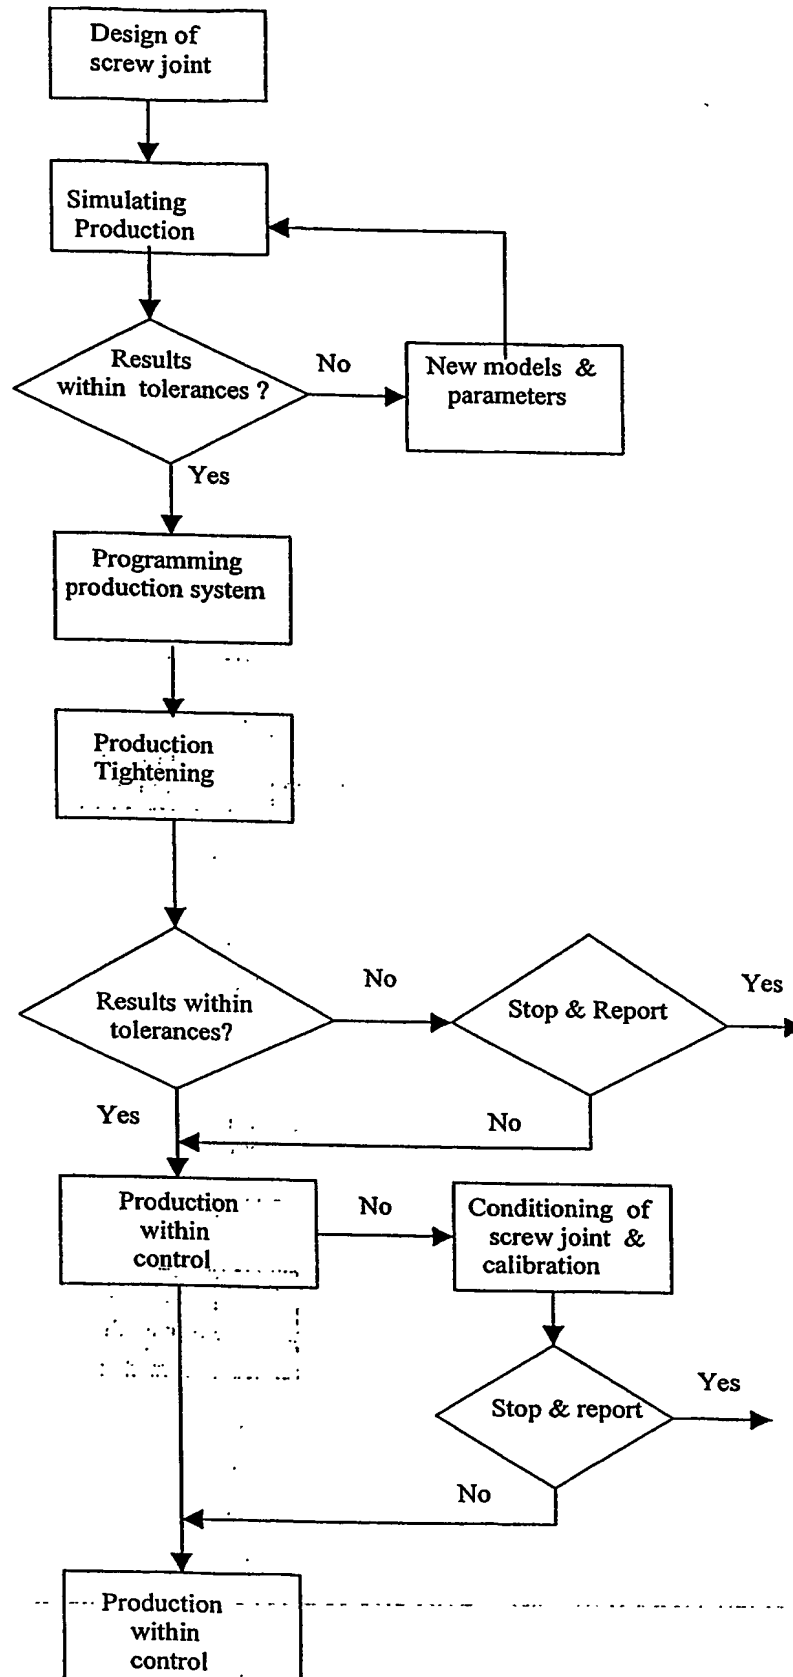 Design of
screw joint
Simulating
Production
Results
within tolerances ?
No
New models &
parameters
Yes
Programming
production system
Production
Tightening
Results within
tolerances?
No
Stop & Report
Yes
Yes
No
Production
within
control
No
Conditioning of
screw joint &
calibration
Stop & report
Yes
No
Production
within
control